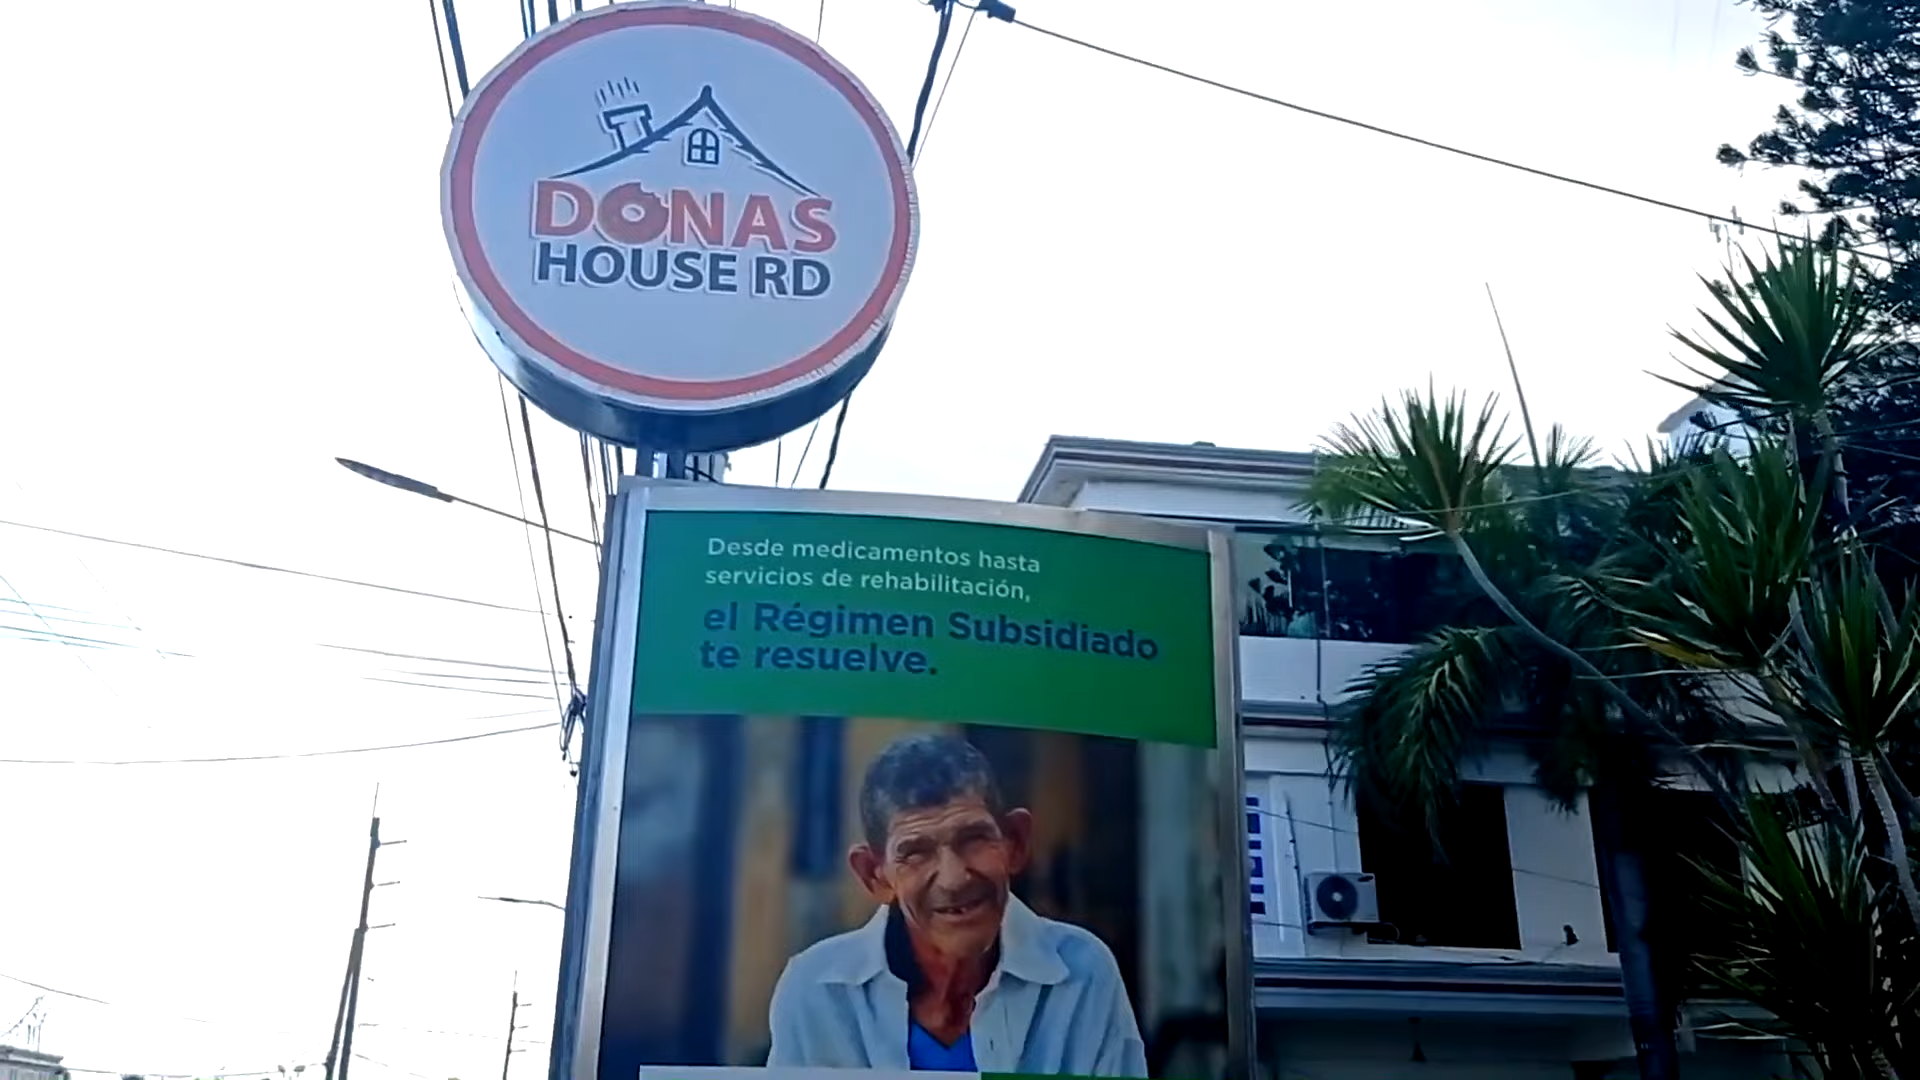 DONAS
HOUSE RD
Desde medicamentos hasta
servicios de rehabilitación,
el Régimen Subsidiado
te resuelve.